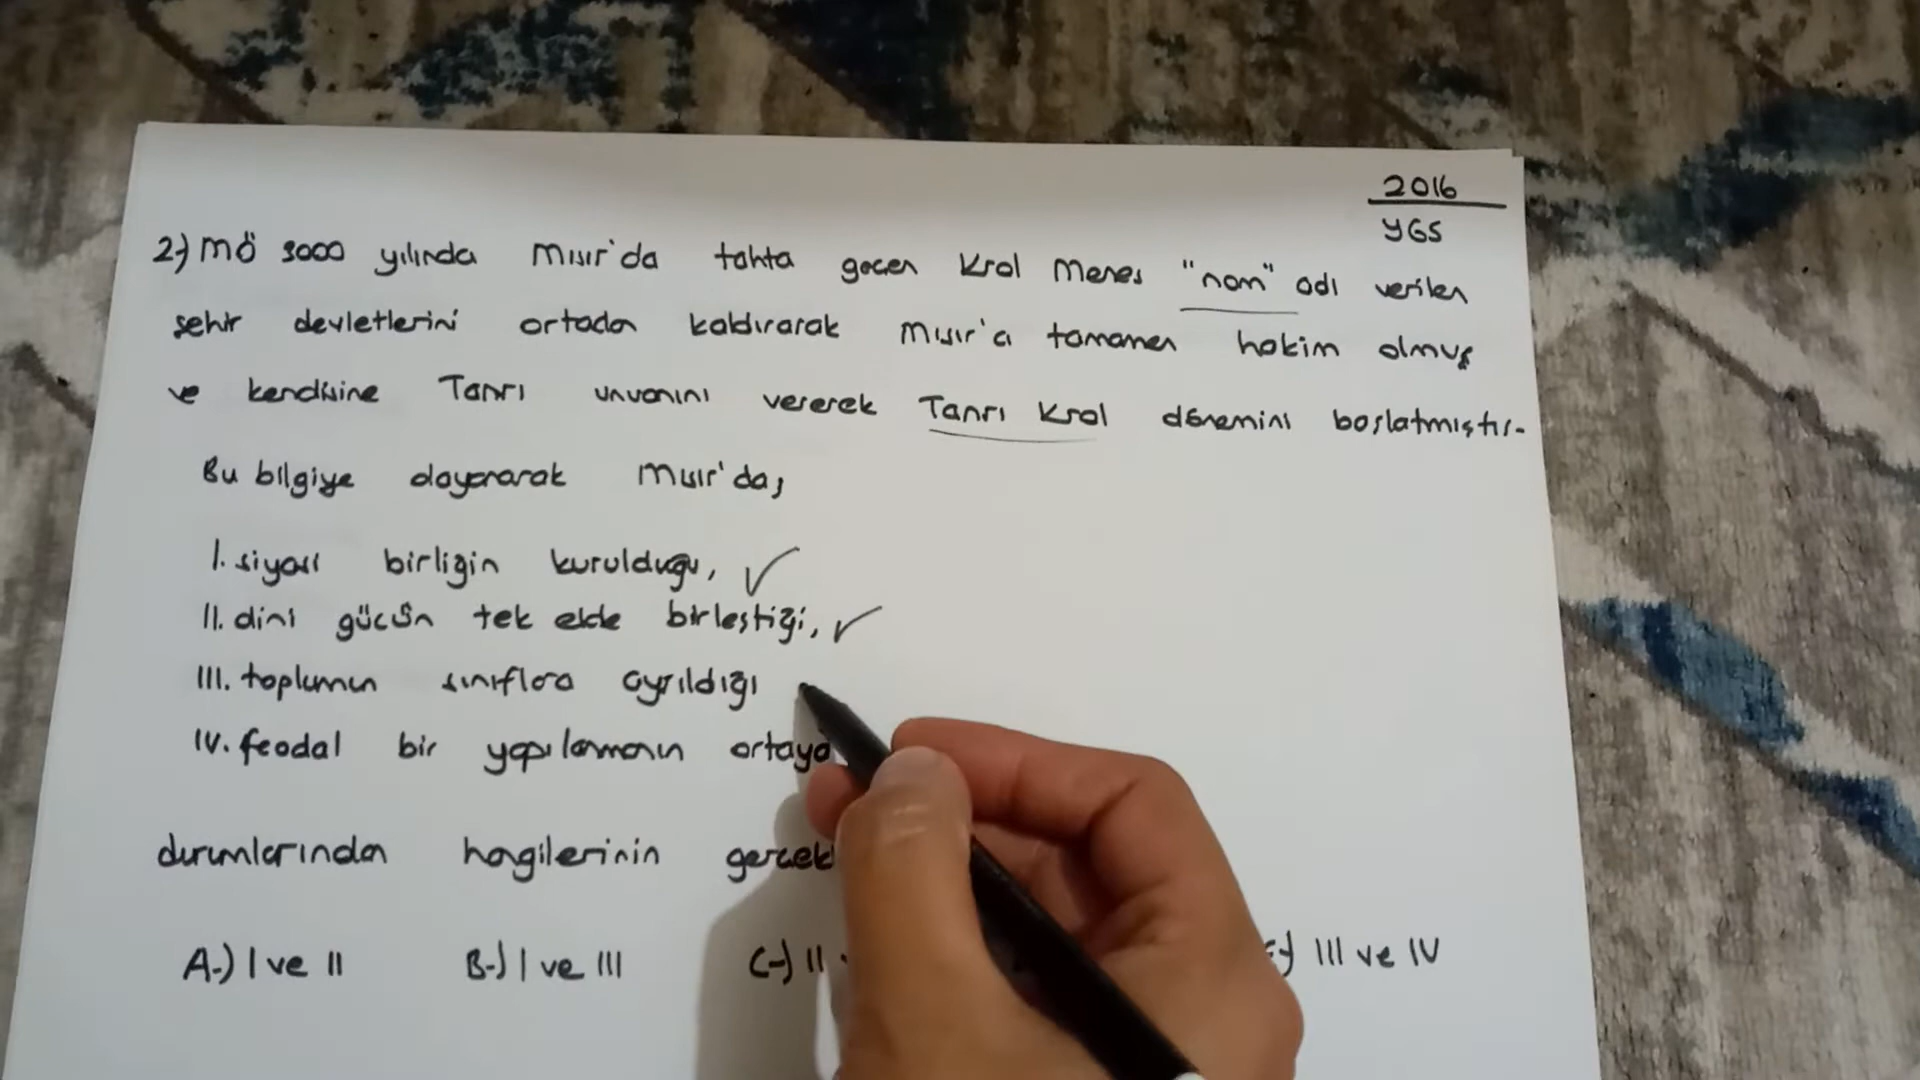 2016
YGS
2-) MÖ 3000 yılında Mısır'da tahta geçen Kral Menes "nom" adı verilen
şehir devletlerini ortadan kaldırarak Mısır'a tamamen hakim olmuş
ve kendisine Tanrı unvanını vererek Tanrı Kral dönemini başlatmıştır.
Bu bilgiye dayanarak Mısır'da,
I. siyasi birliğin kurulduğu, ✓
II. dini gücün tek elde birleştiği, ✓
III. toplumun sınıflara ayrıldığı
IV. feodal bir yapılanmanın ortaya
durumlarından hangilerinin
A-) I ve II B-) I ve III C-) II III ve IV